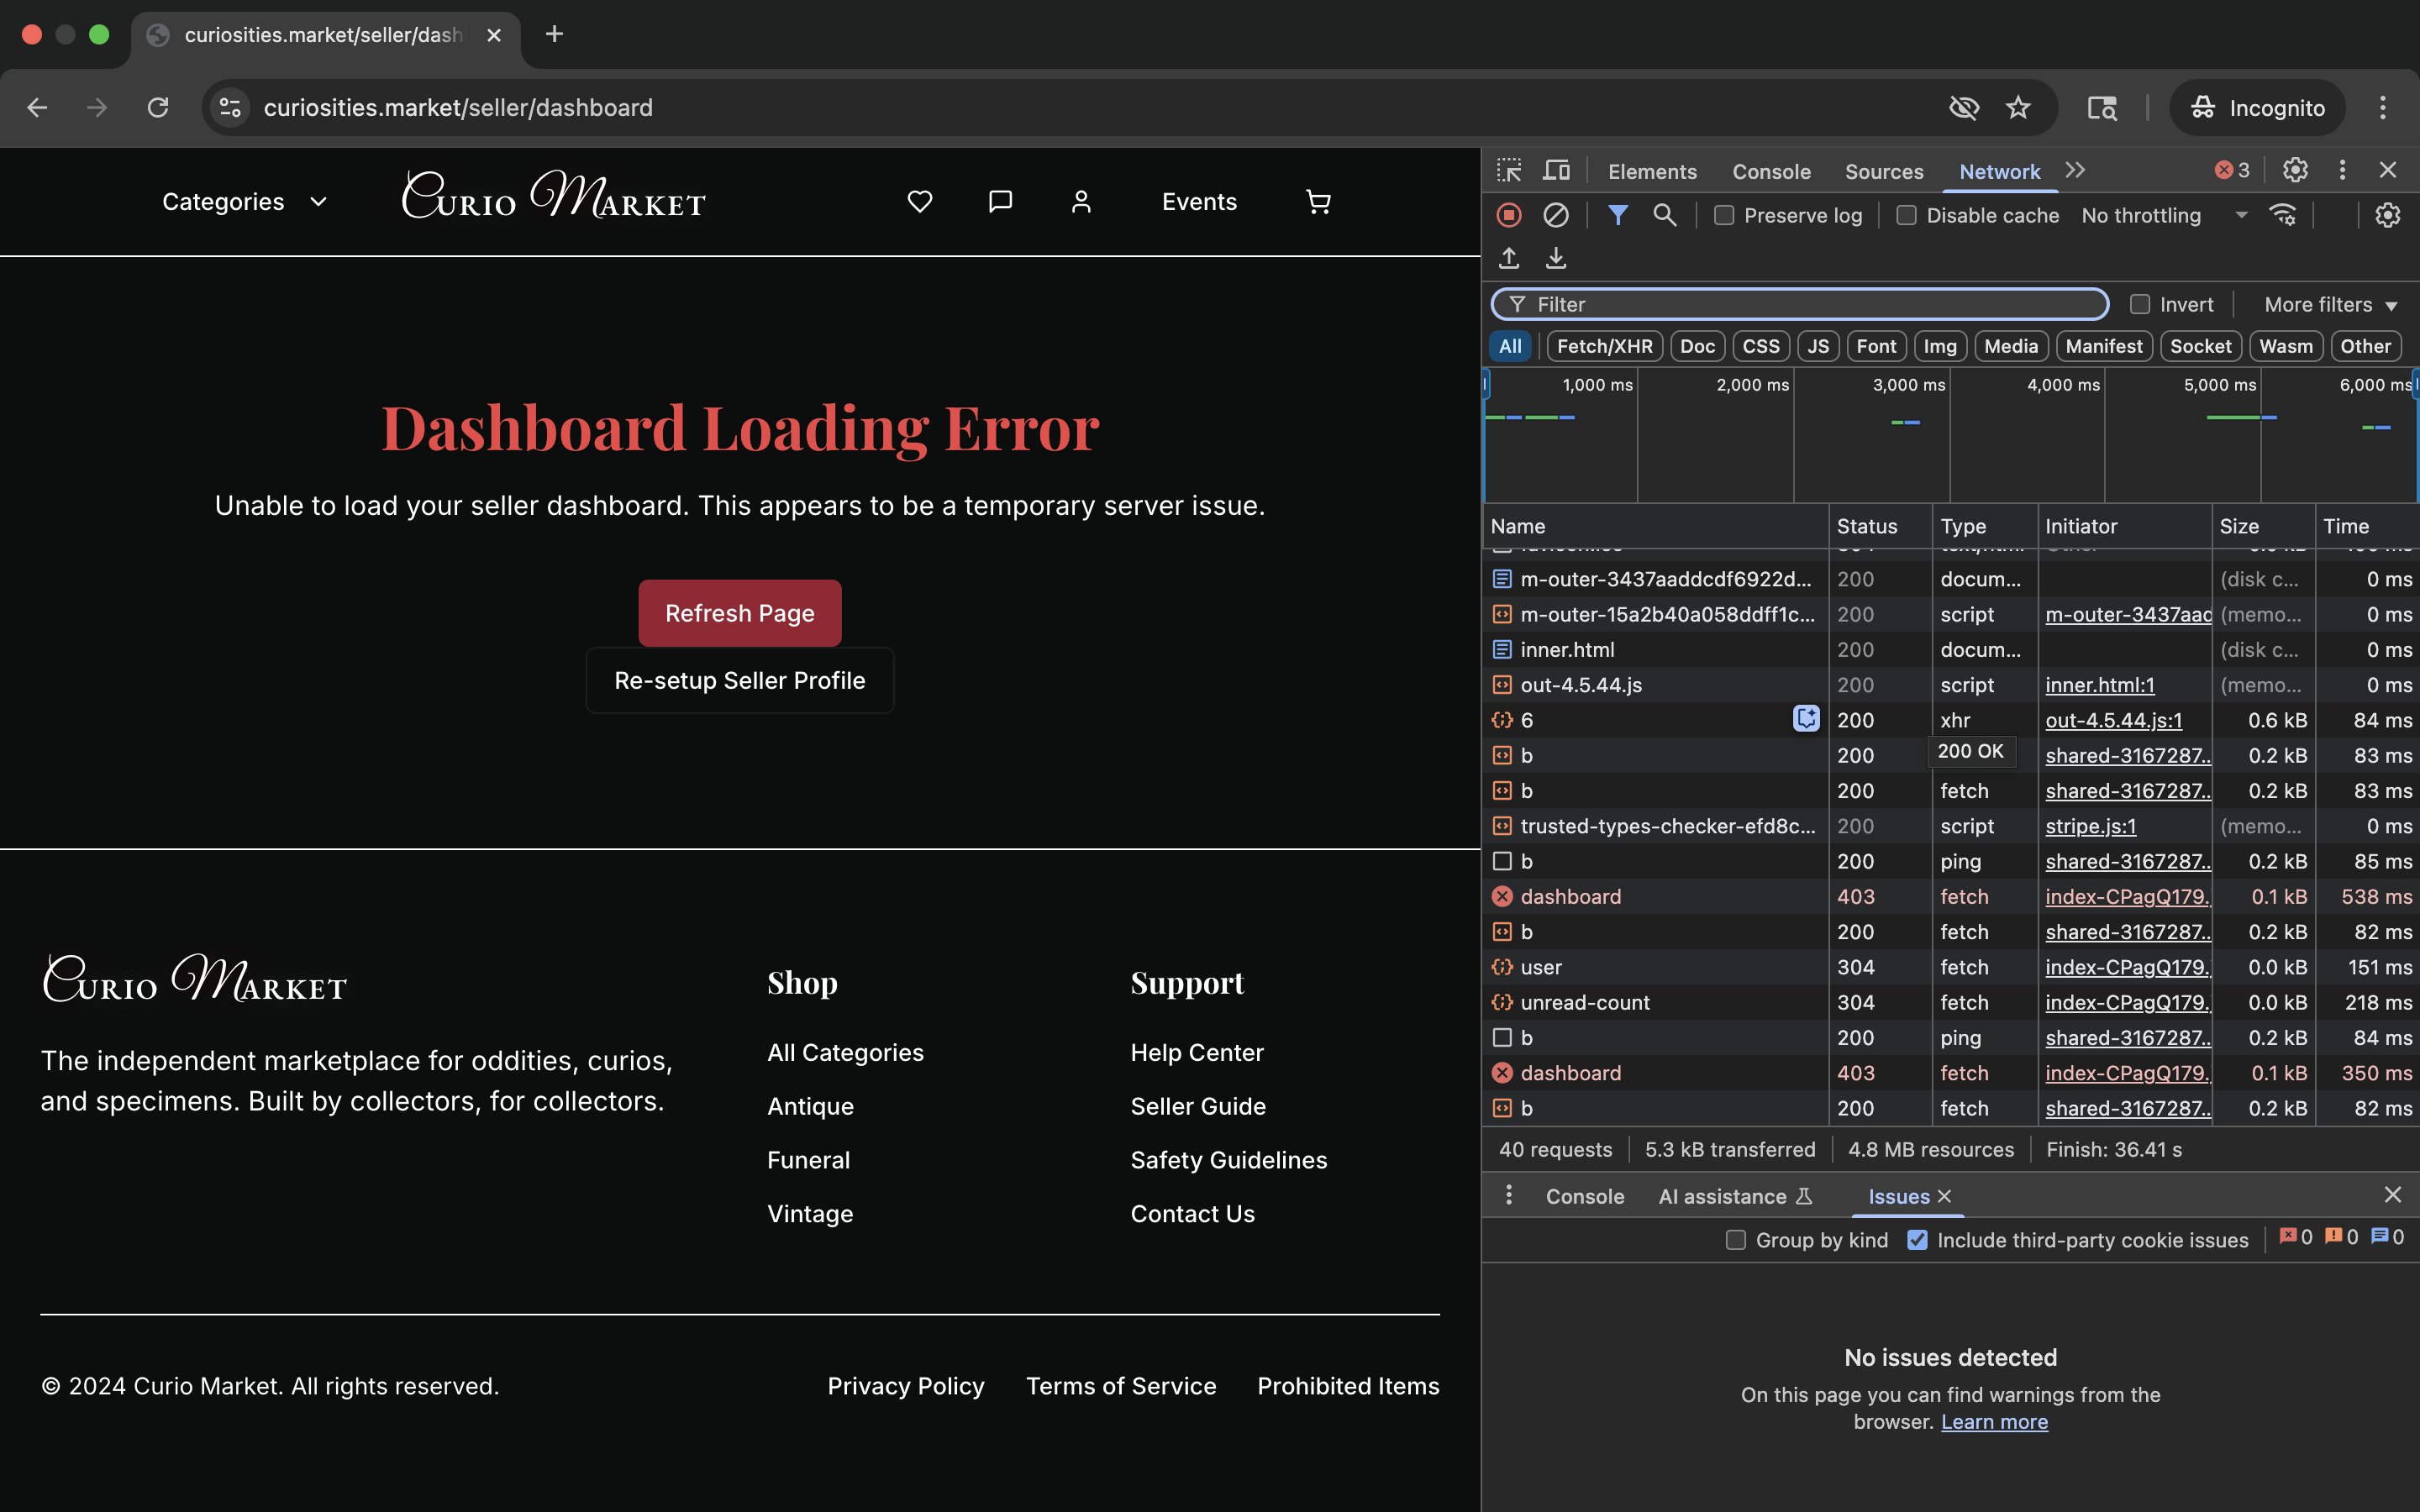 curiosities.market/seller/dash
curiosities.market/seller/dashboard
Incognito
Categories
Curio Market
Events
Dashboard Loading Error
Unable to load your seller dashboard. This appears to be a temporary server issue.
Refresh Page
Re-setup Seller Profile
Curio Market
The independent marketplace for oddities, curios,
and specimens. Built by collectors, for collectors.
Shop
All Categories
Antique
Funeral
Vintage
Support
Help Center
Seller Guide
Safety Guidelines
Contact Us
© 2024 Curio Market. All rights reserved.
Privacy Policy Terms of Service Prohibited Items
Elements Console Sources Network 3
Preserve log Disable cache No throttling
Filter Invert More filters
All Fetch/XHR Doc CSS JS Font Img Media Manifest Socket Wasm Other
1,000 ms 2,000 ms 3,000 ms 4,000 ms 5,000 ms 6,000 ms
Name Status Type Initiator Size Time
m-outer-3437aaddcdf6922d... 200 docum... (disk c... 0 ms
m-outer-15a2b40a058ddff1c... 200 script m-outer-3437aad (memo... 0 ms
inner.html 200 docum... (disk c... 0 ms
out-4.5.44.js 200 script inner.html:1 (memo... 0 ms
6 200 xhr out-4.5.44.js:1 0.6 kB 84 ms
b 200 shared-3167287.. 0.2 kB 83 ms
200 OK
b 200 fetch shared-3167287.. 0.2 kB 83 ms
trusted-types-checker-efd8c... 200 script stripe.js:1 (memo... 0 ms
b 200 ping shared-3167287.. 0.2 kB 85 ms
dashboard 403 fetch index-CPagQ179. 0.1 kB 538 ms
b 200 fetch shared-3167287.. 0.2 kB 82 ms
user 304 fetch index-CPagQ179. 0.0 kB 151 ms
unread-count 304 fetch index-CPagQ179. 0.0 kB 218 ms
b 200 ping shared-3167287.. 0.2 kB 84 ms
dashboard 403 fetch index-CPagQ179. 0.1 kB 350 ms
b 200 fetch shared-3167287.. 0.2 kB 82 ms
40 requests 5.3 kB transferred 4.8 MB resources Finish: 36.41 s
Console AI assistance Issues
Group by kind Include third-party cookie issues 0 0 0
No issues detected
On this page you can find warnings from the
browser. Learn more